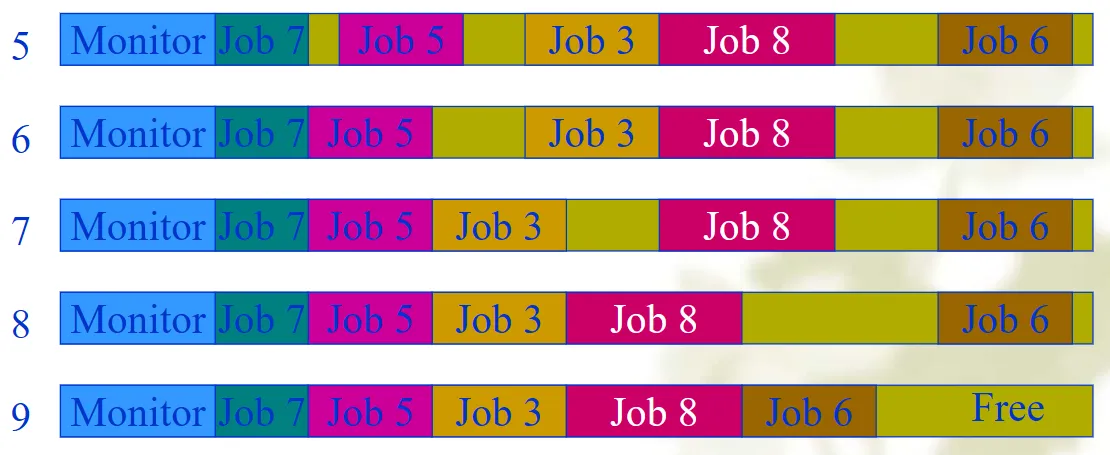 5 Monitor Job 7 Job 5 Job 3 Job 8 Job 6
6 Monitor Job 7 Job 5 Job 3 Job 8 Job 6
7 Monitor Job 7 Job 5 Job 3 Job 8 Job 6
8 Monitor Job 7 Job 5 Job 3 Job 8 Job 6
9 Monitor Job 7 Job 5 Job 3 Job 8 Job 6 Free